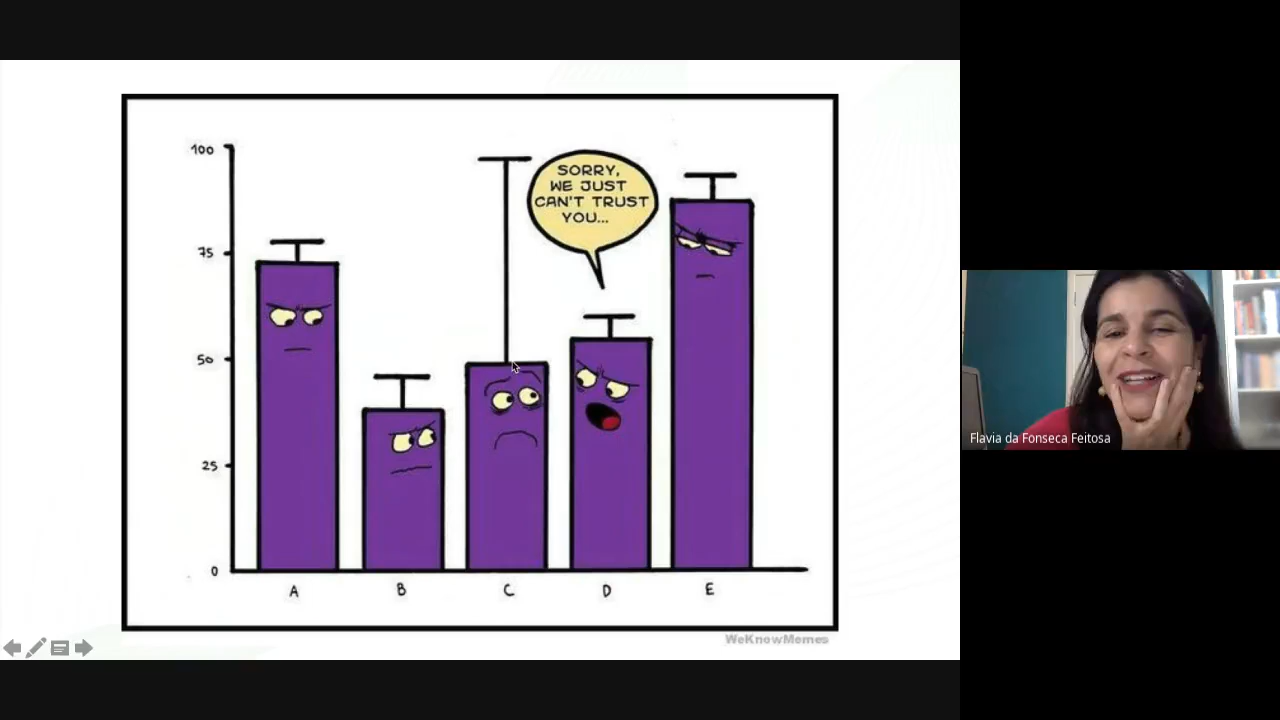 100
SORRY,
WE JUST
CAN'T TRUST
YOU...
75
50
25
0
A B C D E
WeKnowMemes
Flavia da Fonseca Feitosa